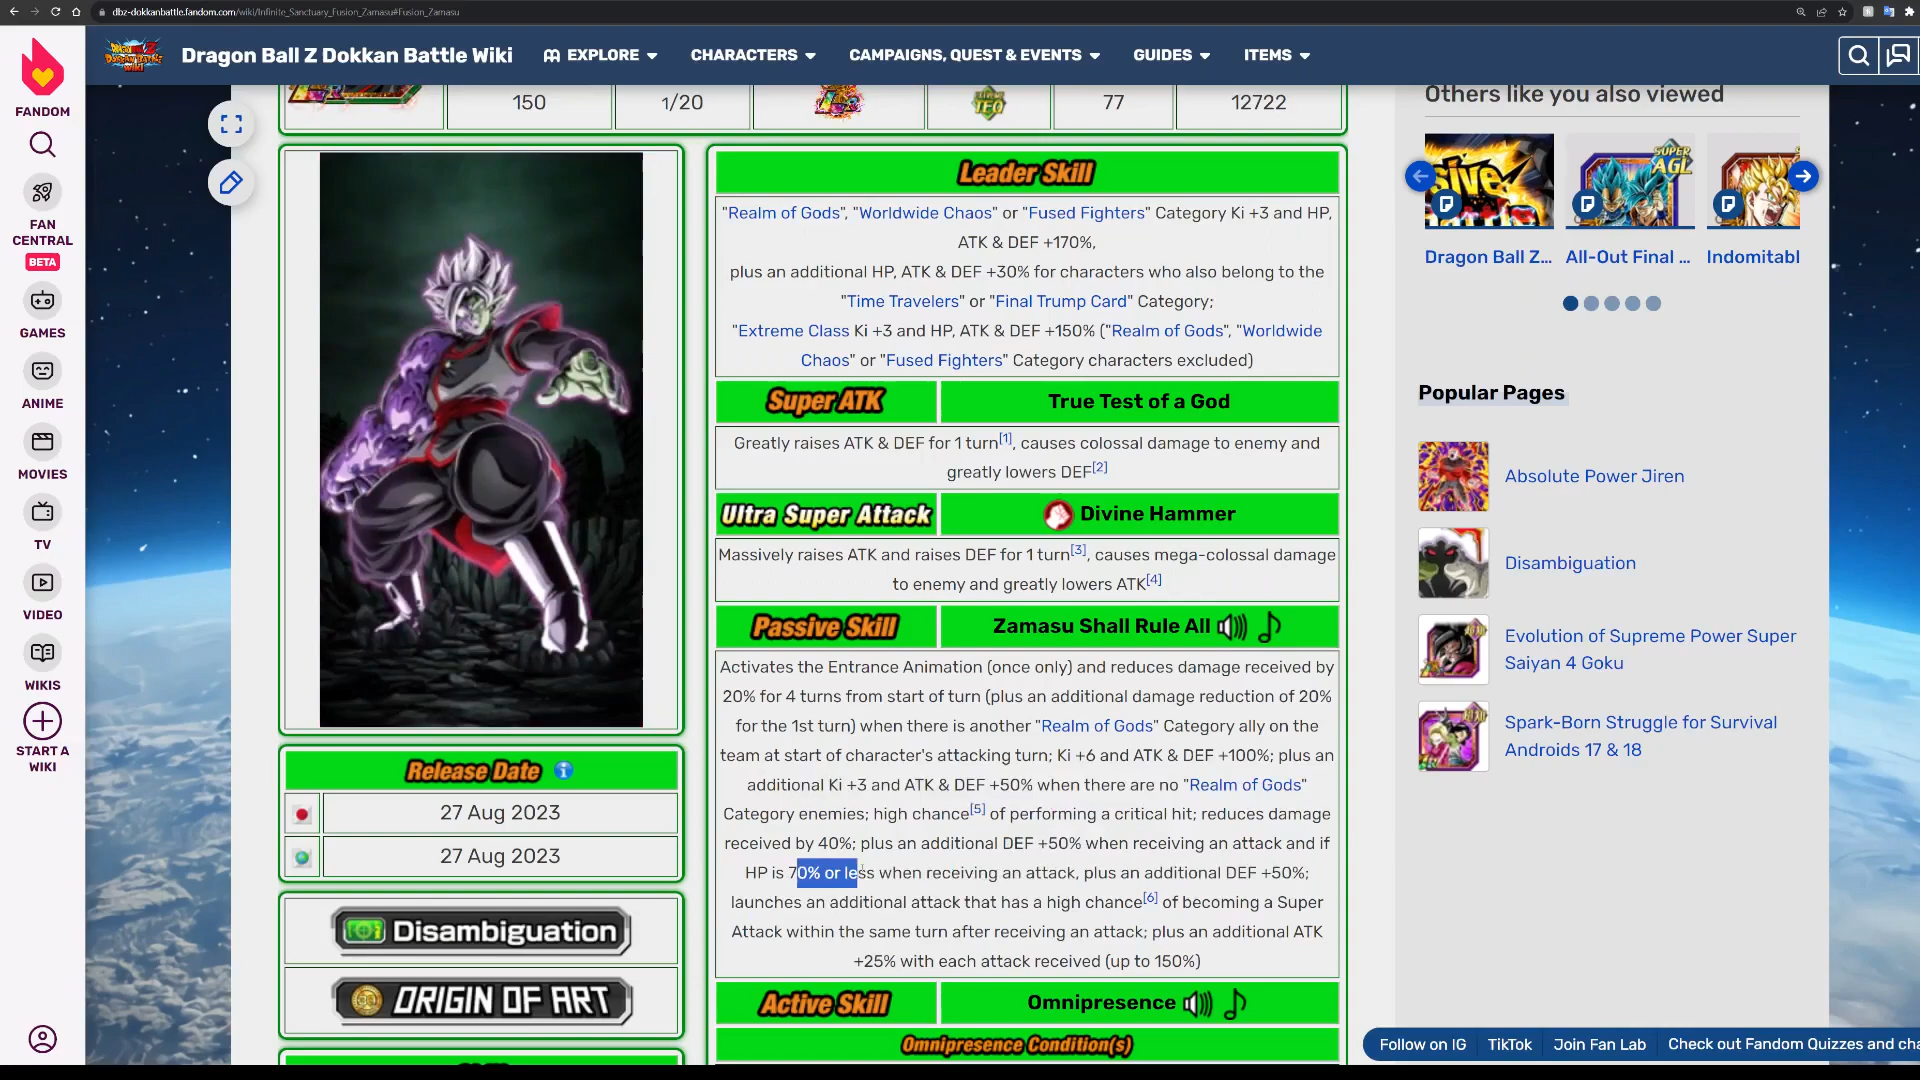 dbz-dokkanbattle.fandom.com/wiki/Infinite_Sanctuary_Fusion_Zamasu#Fusion_Zamasu
Dragon Ball Z Dokkan Battle Wiki
EXPLORE
CHARACTERS
CAMPAIGNS, QUEST & EVENTS
GUIDES
ITEMS
FANDOM
FAN
CENTRAL
BETA
GAMES
ANIME
MOVIES
TV
VIDEO
WIKIS
START A
WIKI
150
1/20
77
12722
Leader Skill
"Realm of Gods", "Worldwide Chaos" or "Fused Fighters" Category Ki +3 and HP,
ATK & DEF +170%,
plus an additional HP, ATK & DEF +30% for characters who also belong to the
"Time Travelers" or "Final Trump Card" Category;
"Extreme Class Ki +3 and HP, ATK & DEF +150% ("Realm of Gods", "Worldwide
Chaos" or "Fused Fighters" Category characters excluded)
Super ATK
True Test of a God
Greatly raises ATK & DEF for 1 turn[1], causes colossal damage to enemy and
greatly lowers DEF[2]
Ultra Super Attack
Divine Hammer
Massively raises ATK and raises DEF for 1 turn[3], causes mega-colossal damage
to enemy and greatly lowers ATK[4]
Passive Skill
Zamasu Shall Rule All
Activates the Entrance Animation (once only) and reduces damage received by
20% for 4 turns from start of turn (plus an additional damage reduction of 20%
for the 1st turn) when there is another "Realm of Gods" Category ally on the
team at start of character's attacking turn; Ki +6 and ATK & DEF +100%; plus an
additional Ki +3 and ATK & DEF +50% when there are no "Realm of Gods"
Category enemies; high chance[5] of performing a critical hit; reduces damage
received by 40%; plus an additional DEF +50% when receiving an attack and if
HP is 70% or less when receiving an attack, plus an additional DEF +50%;
launches an additional attack that has a high chance[6] of becoming a Super
Attack within the same turn after receiving an attack; plus an additional ATK
+25% with each attack received (up to 150%)
Active Skill
Omnipresence
Omnipresence Condition(s)
Release Date
27 Aug 2023
27 Aug 2023
Disambiguation
ORIGIN OF ART
Others like you also viewed
SUPER
AGL
Dragon Ball Z...
All-Out Final ...
Indomitabl
Popular Pages
Absolute Power Jiren
Disambiguation
Evolution of Supreme Power Super
Saiyan 4 Goku
Spark-Born Struggle for Survival
Androids 17 & 18
Follow on IG
TikTok
Join Fan Lab
Check out Fandom Quizzes and cha